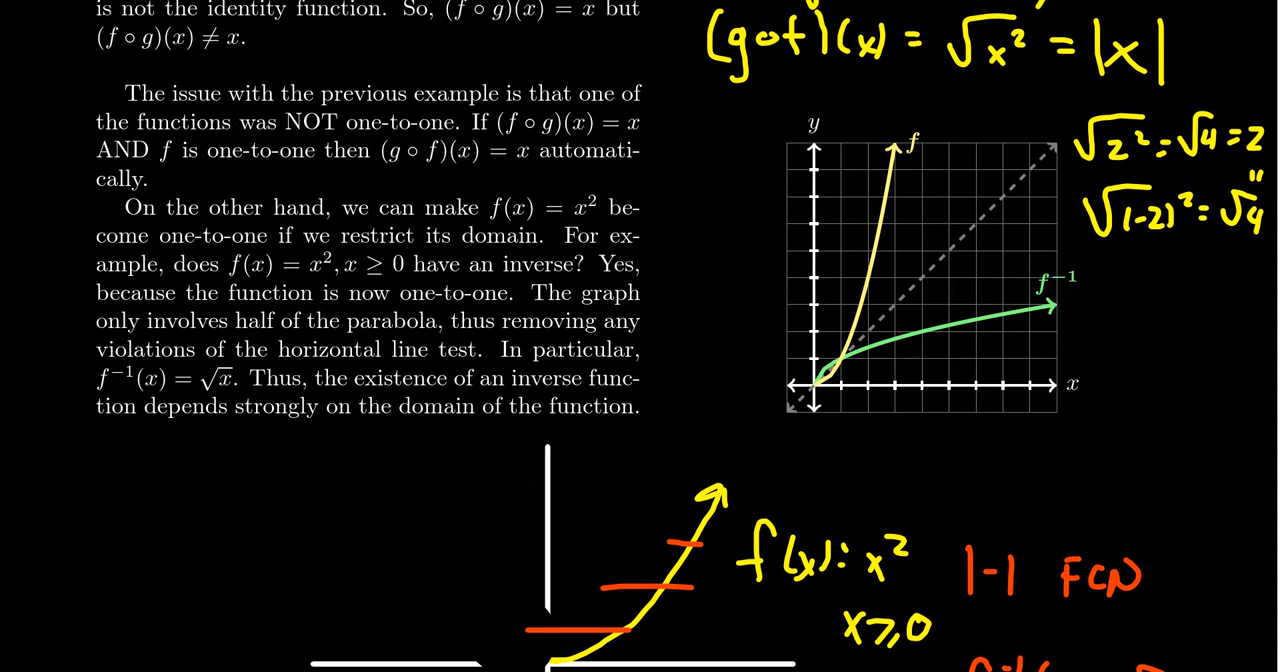 is not the identity function. So, (f ∘ g)(x) = x but
(f ∘ g)(x) ≠ x.
The issue with the previous example is that one of
the functions was NOT one-to-one. If (f ∘ g)(x) = x
AND f is one-to-one then (g ∘ f)(x) = x automati-
cally.
On the other hand, we can make f(x) = x² be-
come one-to-one if we restrict its domain. For ex-
ample, does f(x) = x², x ≥ 0 have an inverse? Yes,
because the function is now one-to-one. The graph
only involves half of the parabola, thus removing any
violations of the horizontal line test. In particular,
f⁻¹(x) = √x. Thus, the existence of an inverse func-
tion depends strongly on the domain of the function.
(g∘f)(x) = √x² = |x|
y
f
f⁻¹
x
√2² = √4 = 2
"
√(-2)² = √4
f(x) = x²
x ≥ 0
1-1 FCN